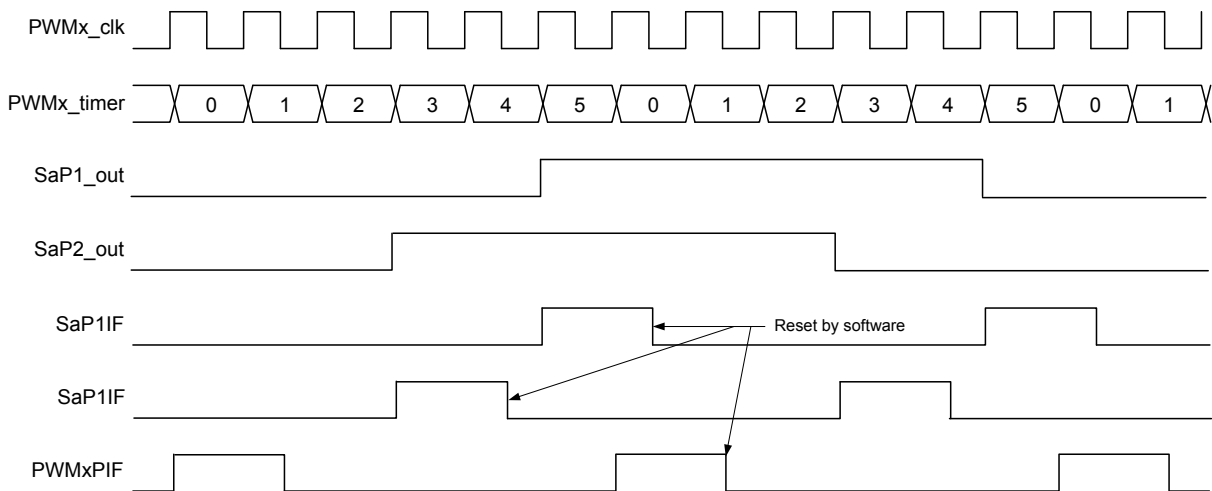 PWMx_clk
PWMx_timer 0 1 2 3 4 5 0 1 2 3 4 5 0 1
SaP1_out
SaP2_out
SaP1IF Reset by software
SaP1IF
PWMxPIF